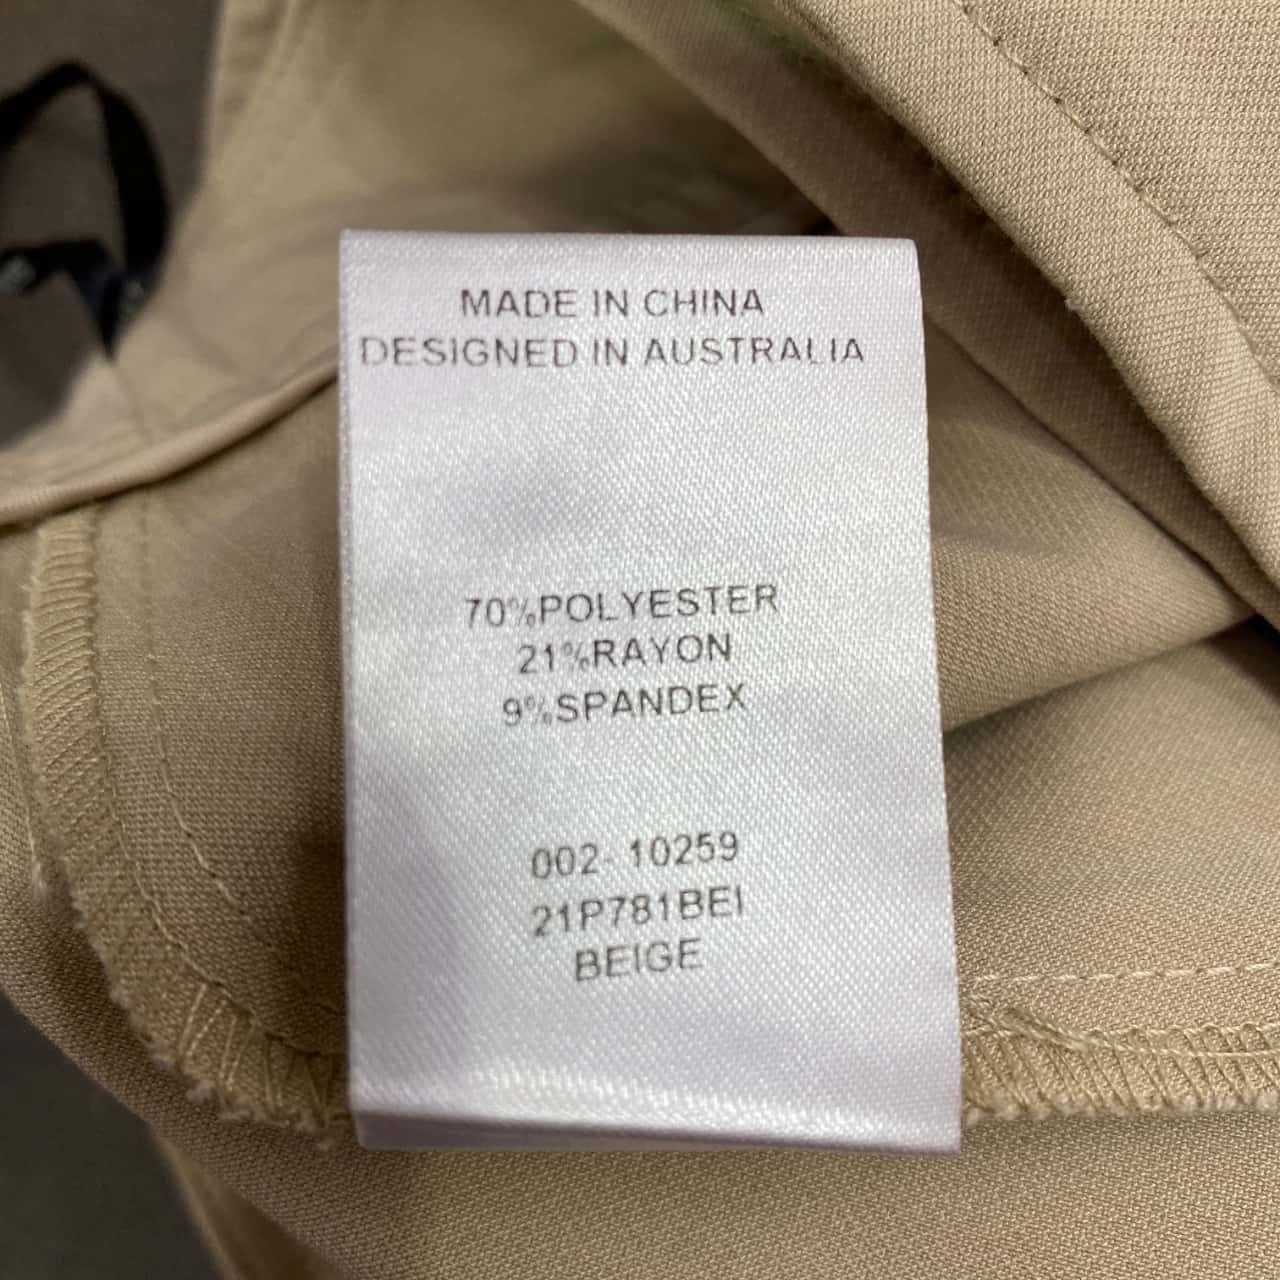 MADE IN CHINA
DESIGNED IN AUSTRALIA
70%POLYESTER
21%RAYON
9%SPANDEX
002-10259
21P781BEI
BEIGE